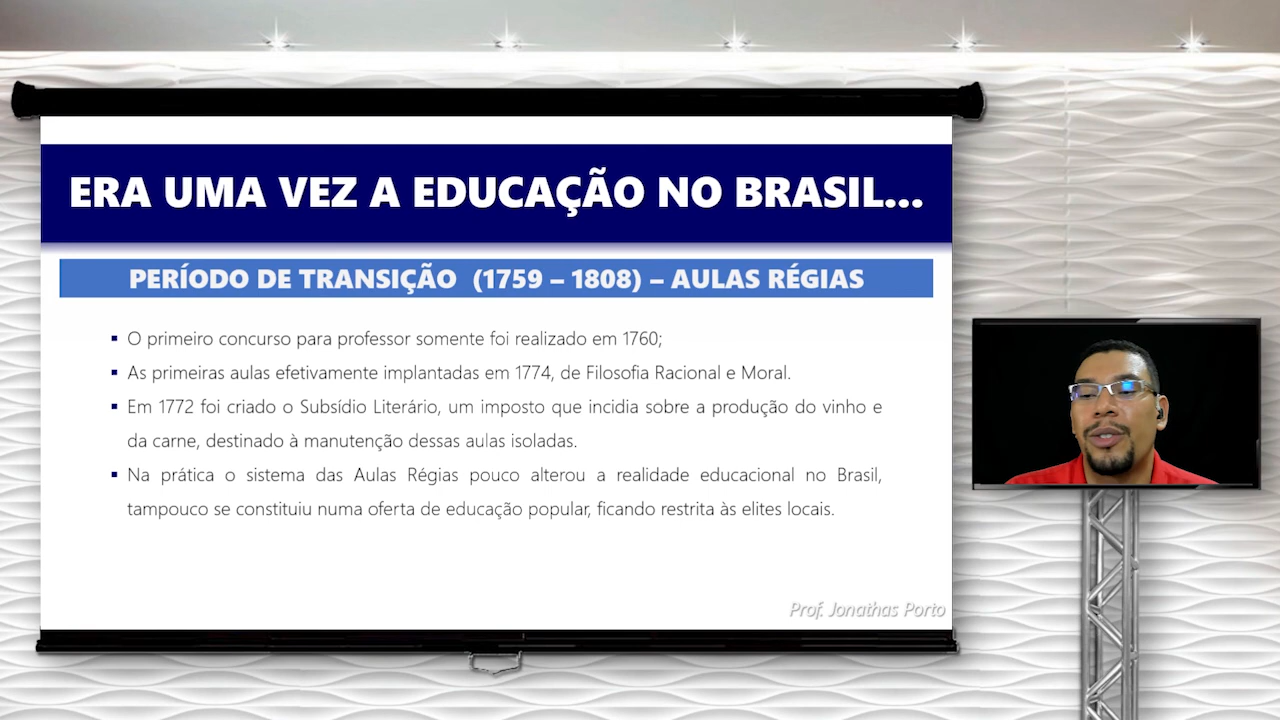 ERA UMA VEZ A EDUCAÇÃO NO BRASIL...
PERÍODO DE TRANSIÇÃO (1759 – 1808) – AULAS RÉGIAS
▪ O primeiro concurso para professor somente foi realizado em 1760;
▪ As primeiras aulas efetivamente implantadas em 1774, de Filosofia Racional e Moral.
▪ Em 1772 foi criado o Subsídio Literário, um imposto que incidia sobre a produção do vinho e
da carne, destinado à manutenção dessas aulas isoladas.
▪ Na prática o sistema das Aulas Régias pouco alterou a realidade educacional no Brasil,
tampouco se constituiu numa oferta de educação popular, ficando restrita às elites locais.
Prof. Jonathas Porto